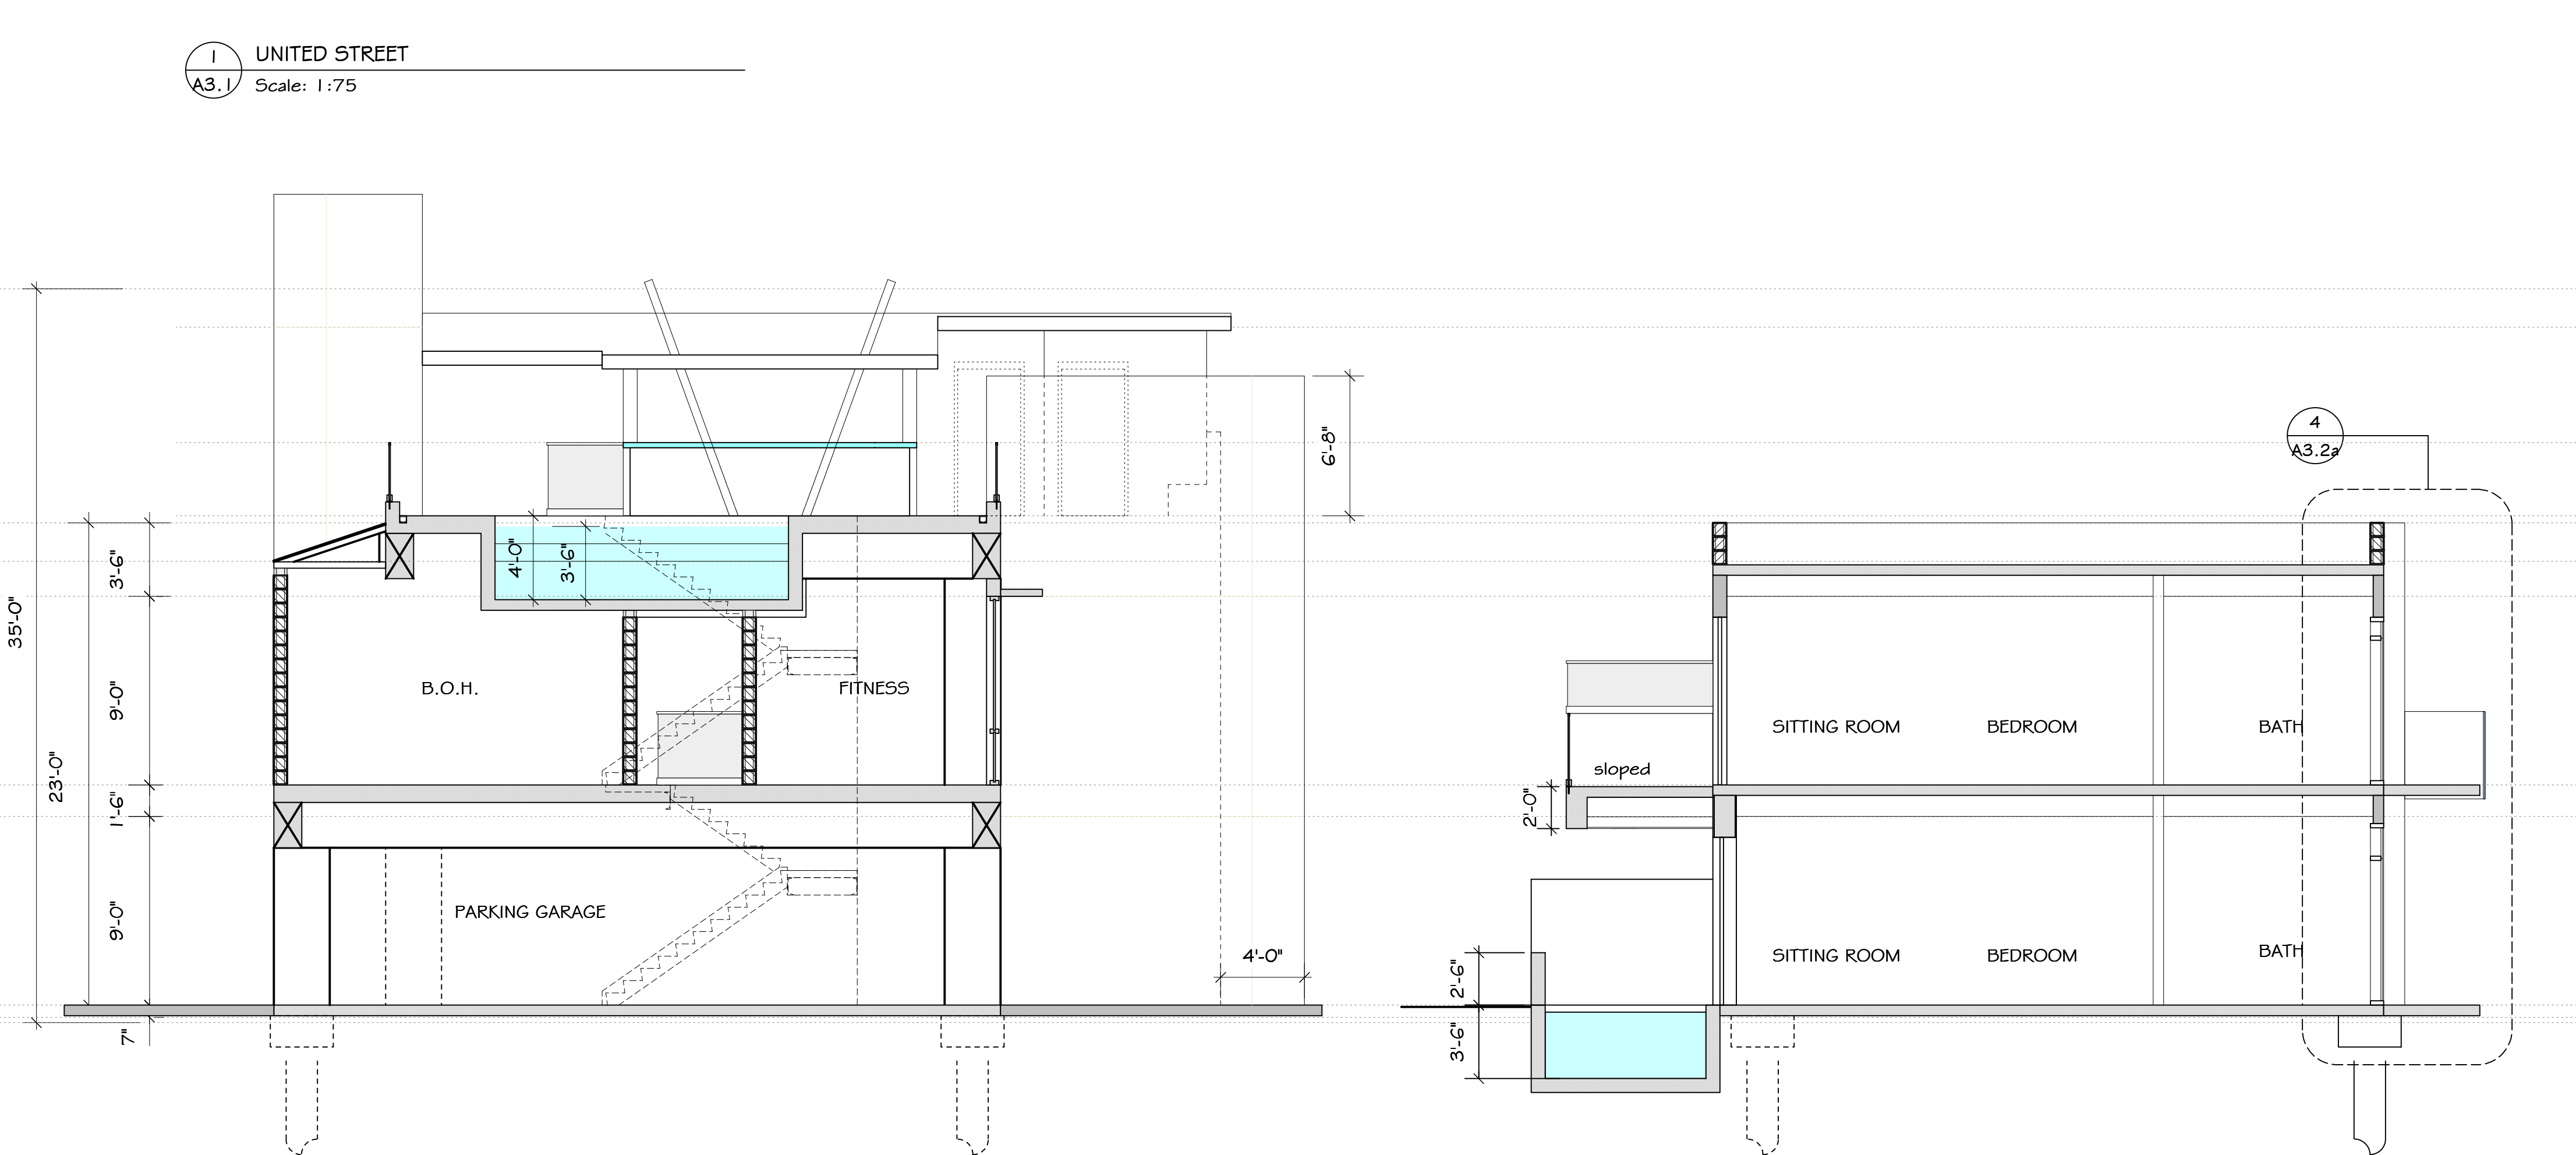 1
A3.1
UNITED STREET
Scale: 1:75
4
A3.2a
35'-0"
23'-0"
3'-6"
9'-0"
1'-6"
9'-0"
7"
4'-0"
3'-6"
6'-8"
B.O.H.
FITNESS
PARKING GARAGE
4'-0"
SITTING ROOM
BEDROOM
BATH
sloped
2'-0"
SITTING ROOM
BEDROOM
BATH
2'-6"
3'-6"